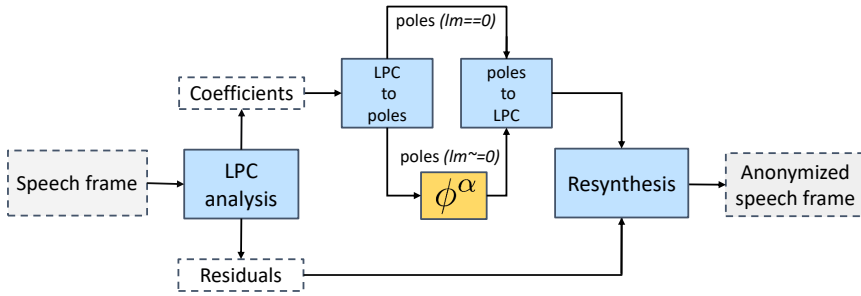 poles (Im==0)
LPC
to
poles
poles
to
LPC
Coefficients
poles (Im~=0)
Speech frame
LPC
analysis
ϕ^α
Resynthesis
Anonymized
speech frame
Residuals